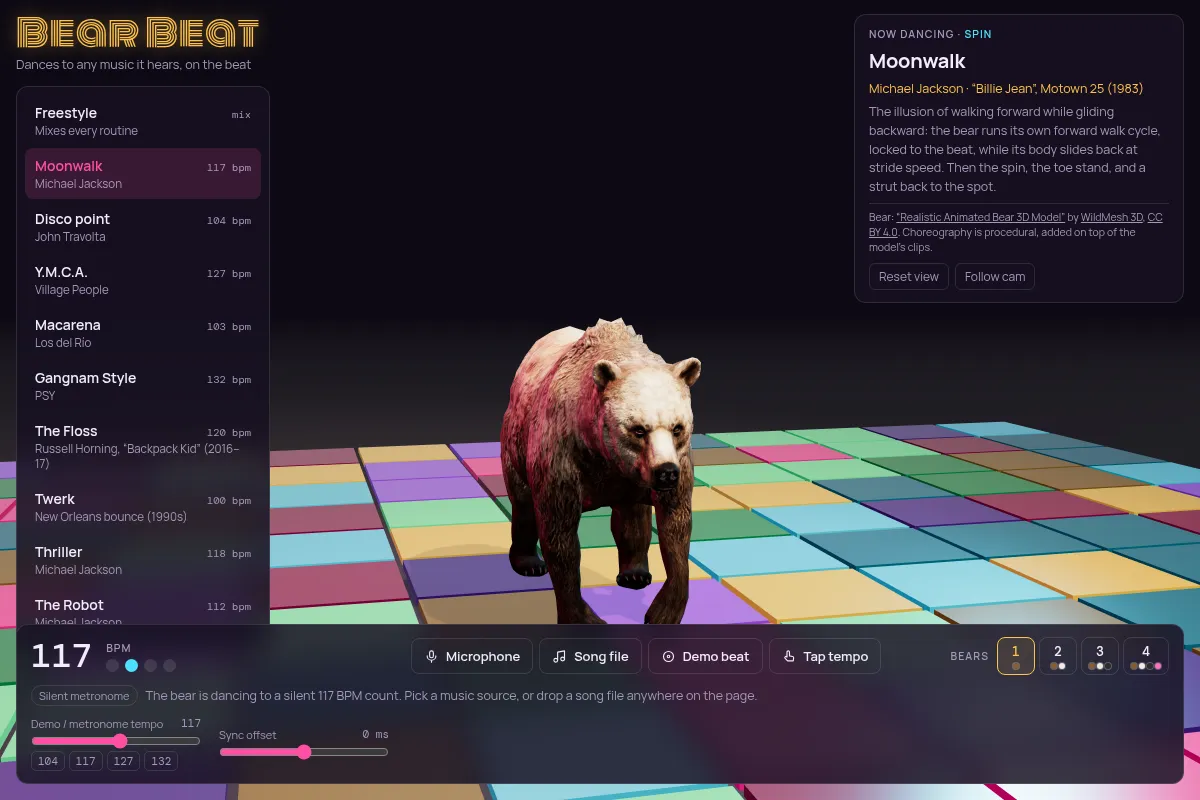 BEAR BEAT
Dances to any music it hears, on the beat
Freestyle mix
Mixes every routine
Moonwalk 117 bpm
Michael Jackson
Disco point 104 bpm
John Travolta
Y.M.C.A. 127 bpm
Village People
Macarena 103 bpm
Los del Río
Gangnam Style 132 bpm
PSY
The Floss 120 bpm
Russell Horning, “Backpack Kid” (2016–
17)
Twerk 100 bpm
New Orleans bounce (1990s)
Thriller 118 bpm
Michael Jackson
The Robot 112 bpm
Michael Jackson
NOW DANCING · SPIN
Moonwalk
Michael Jackson · “Billie Jean”, Motown 25 (1983)
The illusion of walking forward while gliding
backward: the bear runs its own forward walk cycle,
locked to the beat, while its body slides back at
stride speed. Then the spin, the toe stand, and a
strut back to the spot.
Bear: “Realistic Animated Bear 3D Model” by WildMesh 3D, CC
BY 4.0. Choreography is procedural, added on top of the
model's clips.
Reset view Follow cam
117 BPM
Microphone Song file Demo beat Tap tempo
BEARS 1 2 3 4
Silent metronome The bear is dancing to a silent 117 BPM count. Pick a music source, or drop a song file anywhere on the page.
Demo / metronome tempo 117
Sync offset 0 ms
104 117 127 132